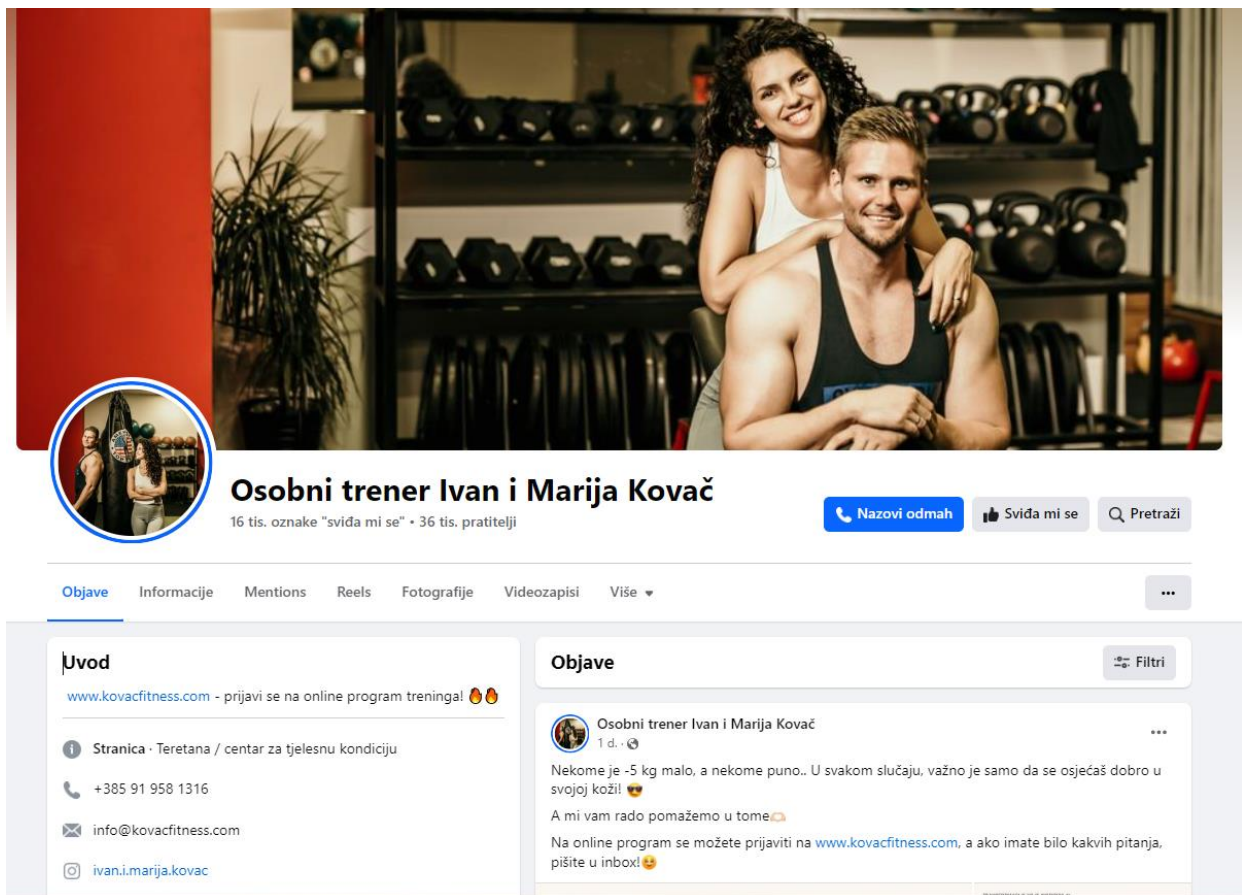 Osobni trener Ivan i Marija Kovač
16 tis. oznake "sviđa mi se" • 36 tis. pratitelji
Nazovi odmah
Sviđa mi se
Pretraži
Objave
Informacije
Mentions
Reels
Fotografije
Videozapisi
Više
Uvod
www.kovacfitness.com - prijavi se na online program treninga! 🔥🔥
Stranica · Teretana / centar za tjelesnu kondiciju
+385 91 958 1316
info@kovacfitness.com
ivan.i.marija.kovac
Objave
Filtri
Osobni trener Ivan i Marija Kovač
1 d. ·
Nekome je -5 kg malo, a nekome puno.. U svakom slučaju, važno je samo da se osjećaš dobro u
svojoj koži! 😎
A mi vam rado pomažemo u tome🫶🏻
Na online program se možete prijaviti na www.kovacfitness.com, a ako imate bilo kakvih pitanja,
pišite u inbox!😄